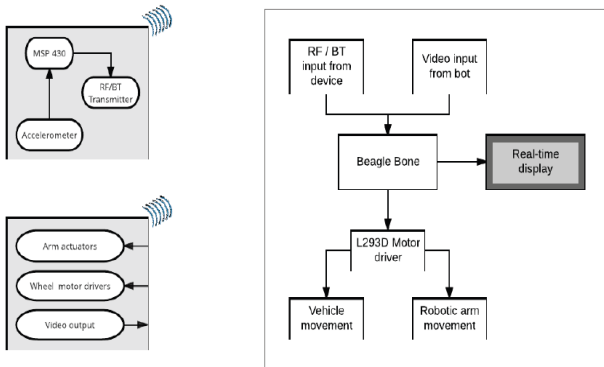 MSP 430
RF/BT
Transmitter
Accelerometer
Arm actuators
Wheel motor drivers
Video output
RF / BT
input from
device
Video input
from bot
Beagle Bone
Real-time
display
L293D Motor
driver
Vehicle
movement
Robotic arm
movement